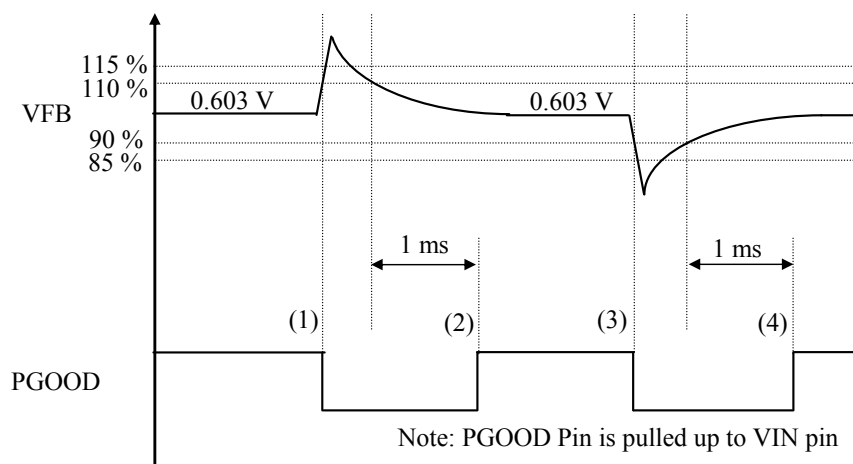 115 %
110 %
0.603 V
0.603 V
VFB
90 %
85 %
1 ms
1 ms
(1)
(2)
(3)
(4)
PGOOD
Note: PGOOD Pin is pulled up to VIN pin